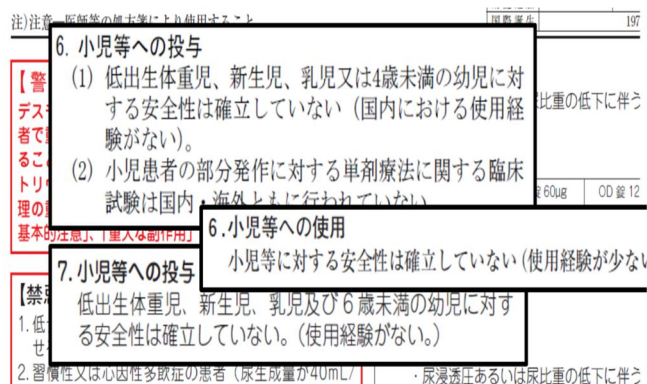 注)注意－医師等の処方箋により使用すること
国際誕生
197
6. 小児等への投与
(1) 低出生体重児、新生児、乳児又は4歳未満の幼児に対
する安全性は確立していない（国内における使用経
験がない）。
(2) 小児患者の部分発作に対する単剤療法に関する臨床
試験は国内・海外ともに行われていない
【警
デス
者で
るこ
トリ
理の
基本的注意」、「重大な副作用」
尿比重の低下に伴う
錠60μg
OD錠12
6.小児等への使用
小児等に対する安全性は確立していない(使用経験が少ない
7.小児等への投与
低出生体重児、新生児、乳児及び6歳未満の幼児に対す
る安全性は確立していない。（使用経験がない。）
【禁忌
1.低
せ
2.習慣性又は心因性多飲症の患者（尿生成量が40mL/
・尿浸透圧あるいは尿比重の低下に伴う